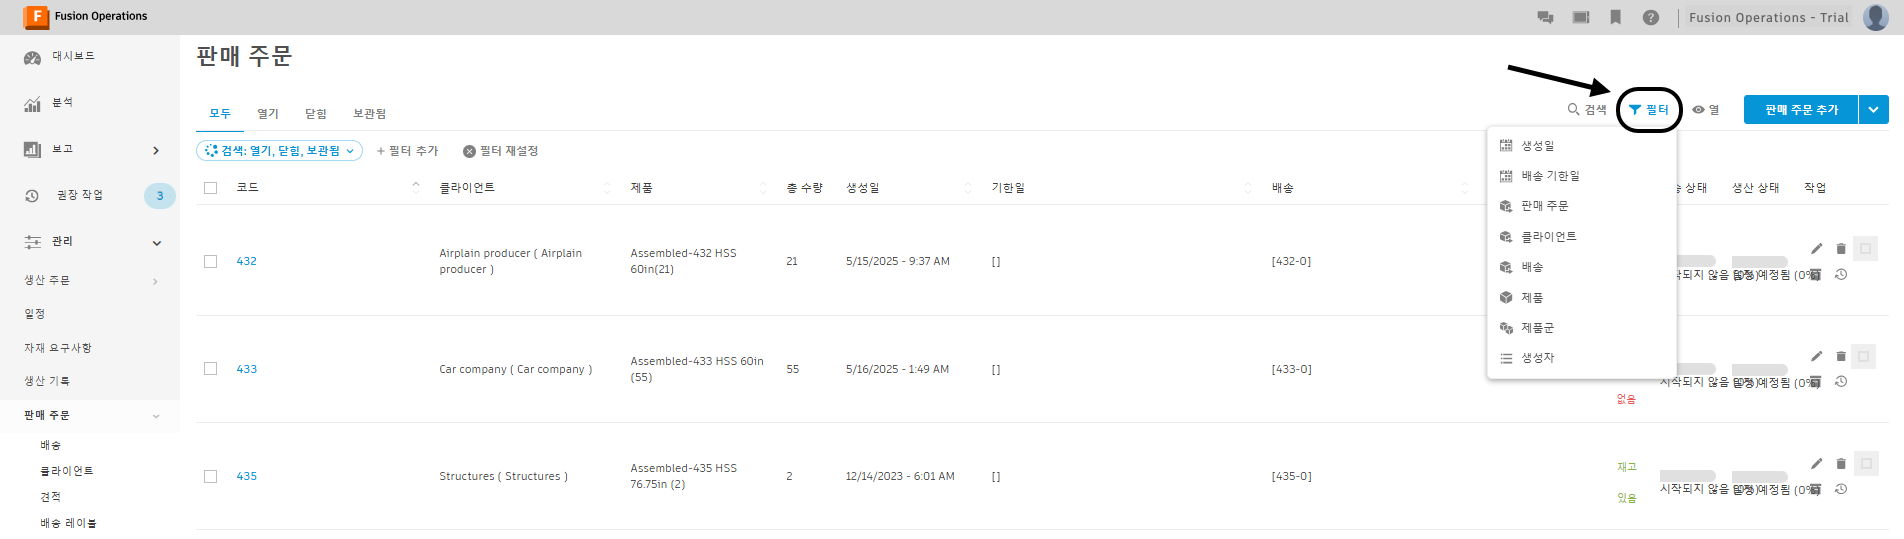 Fusion Operations
Fusion Operations - Trial
대시보드
분석
보고
권장 작업
3
관리
생산 주문
일정
자재 요구사항
생산 기록
판매 주문
배송
클라이언트
견적
배송 레이블
판매 주문
모두 열기 닫힘 보관됨
검색 필터 열 판매 주문 추가
검색: 열기, 닫힘, 보관됨 + 필터 추가 필터 재설정
생성일
배송 기한일
판매 주문
클라이언트
배송
제품
제품군
생성자
코드 클라이언트 제품 총 수량 생성일 기한일 배송 상태 생산 상태 작업
432 Airplain producer ( Airplain producer ) Assembled-432 HSS 60in(21) 21 5/15/2025 - 9:37 AM [] [432-0]
작되지 않음 예정됨 (0%)
433 Car company ( Car company ) Assembled-433 HSS 60in (55) 55 5/16/2025 - 1:49 AM [] [433-0]
없음
시작되지 않음 예정됨 (0%)
435 Structures ( Structures ) Assembled-435 HSS 76.75in (2) 2 12/14/2023 - 6:01 AM [] [435-0]
재고
있음
시작되지 않음 예정됨 (0%)